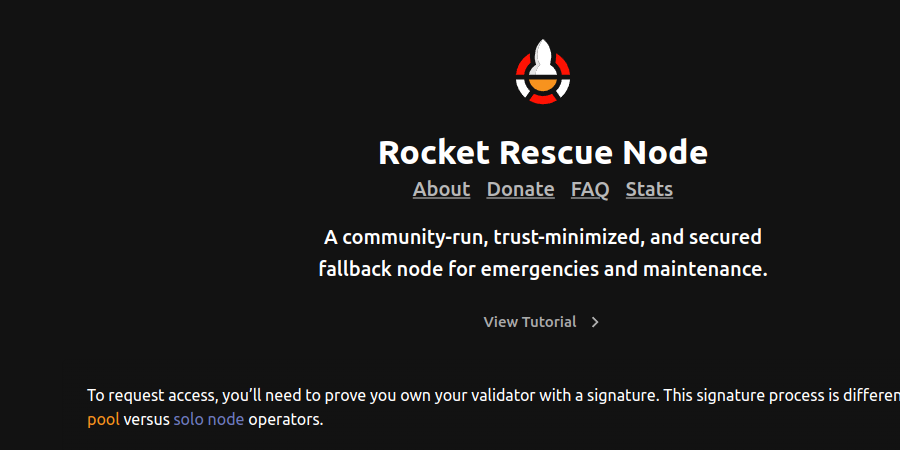 Rocket Rescue Node
About Donate FAQ Stats
A community-run, trust-minimized, and secured
fallback node for emergencies and maintenance.
View Tutorial
To request access, you’ll need to prove you own your validator with a signature. This signature process is differen
pool versus solo node operators.